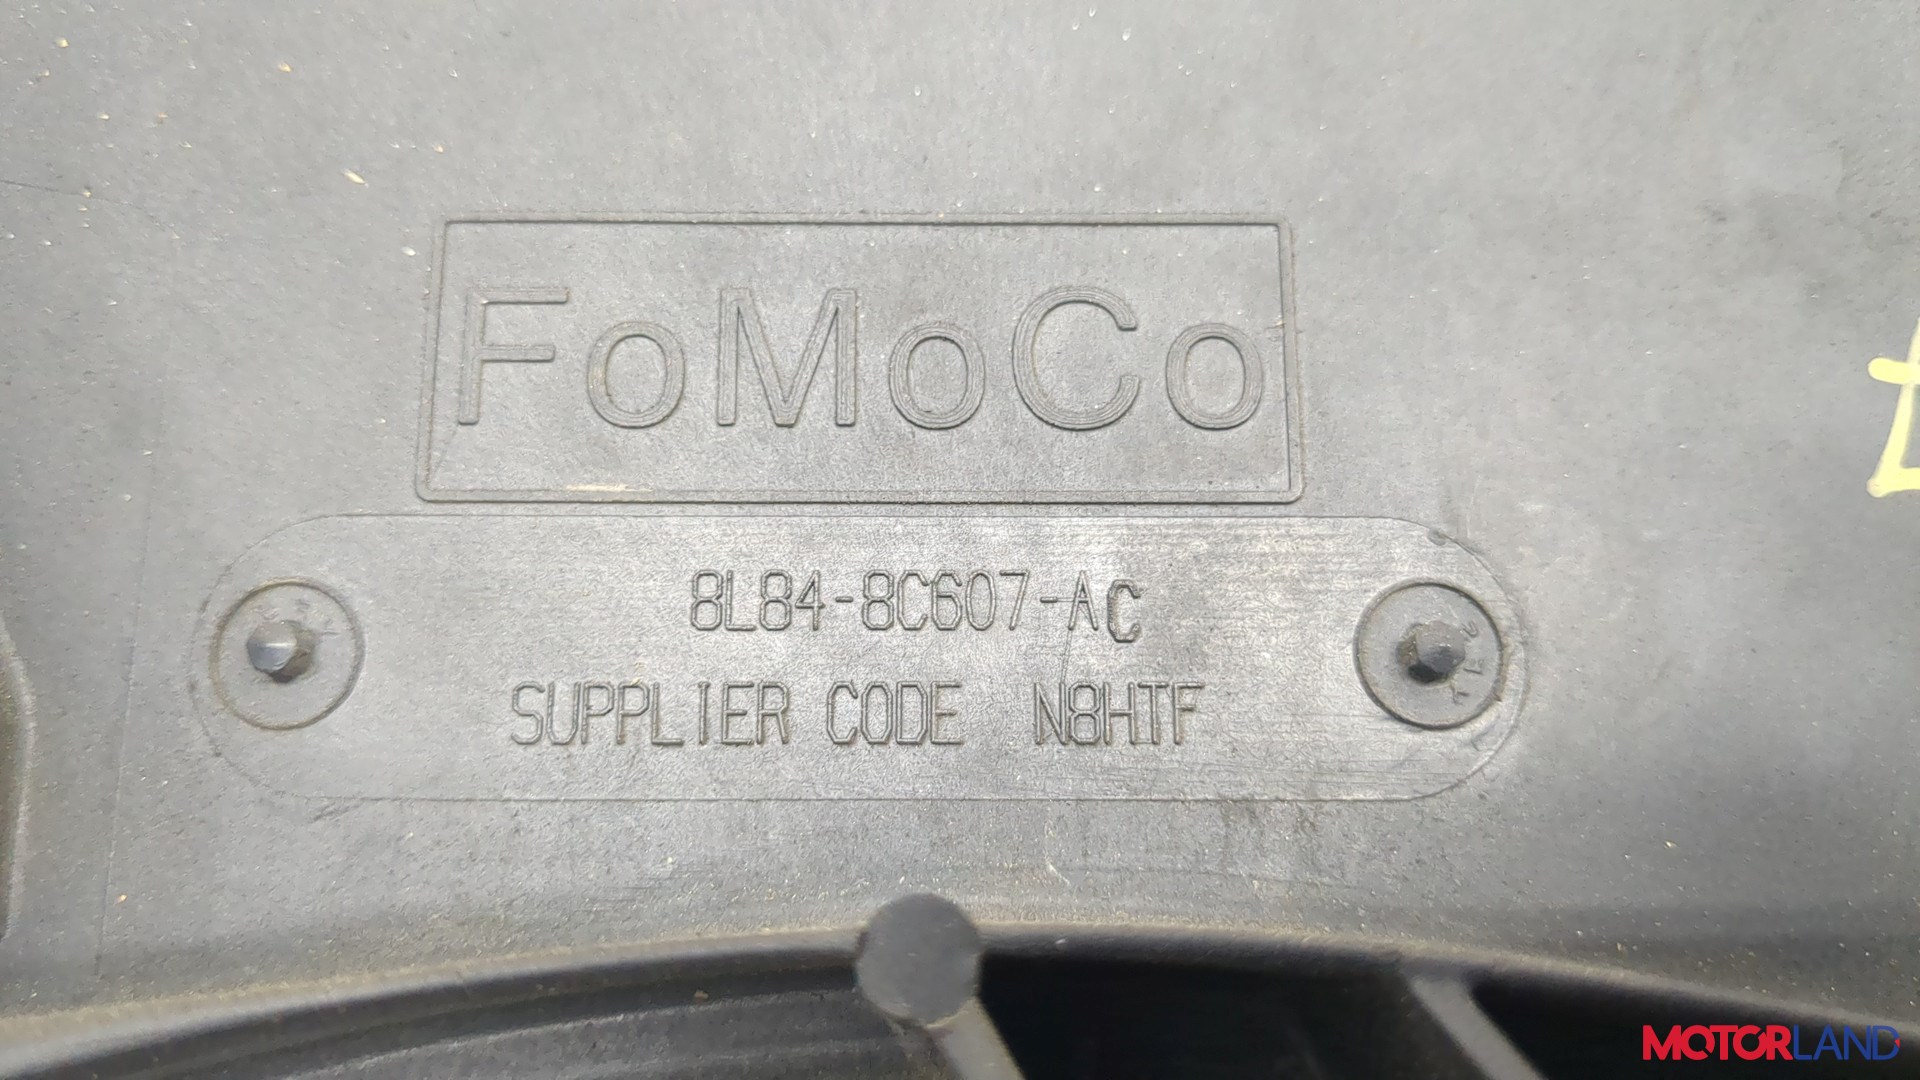 FoMoCo
8L84-8C607-AC
SUPPLIER CODE N8HTF
MOTORLAND